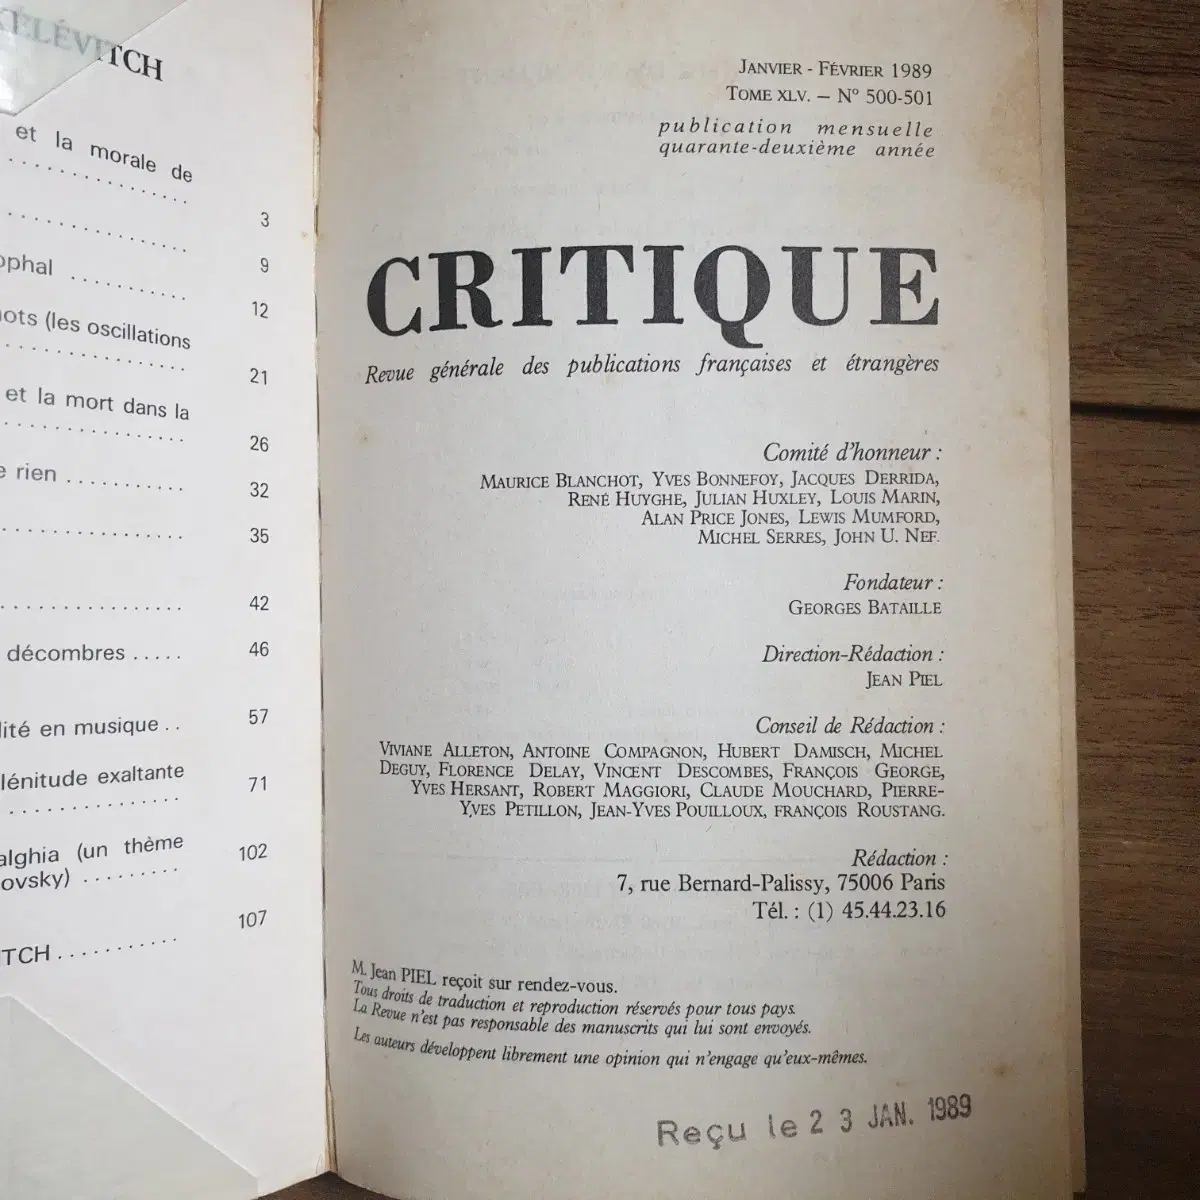 KÉLÉVITCH
et la morale de
3
9
ophal
12
ots (les oscillations
21
et la mort dans la
26
e rien
32
35
42
décombres
46
lité en musique
57
lénitude exaltante
71
alghia (un thème
ovsky)
102
107
TCH
JANVIER - FÉVRIER 1989
TOME XLV. – N° 500-501
publication mensuelle
quarante-deuxième année
CRITIQUE
Revue générale des publications françaises et étrangères
Comité d'honneur :
MAURICE BLANCHOT, YVES BONNEFOY, JACQUES DERRIDA,
RENÉ HUYGHE, JULIAN HUXLEY, LOUIS MARIN,
ALAN PRICE JONES, LEWIS MUMFORD,
MICHEL SERRES, JOHN U. NEF.
Fondateur :
GEORGES BATAILLE
Direction-Rédaction :
JEAN PIEL
Conseil de Rédaction :
VIVIANE ALLETON, ANTOINE COMPAGNON, HUBERT DAMISCH, MICHEL
DEGUY, FLORENCE DELAY, VINCENT DESCOMBES, FRANÇOIS GEORGE,
YVES HERSANT, ROBERT MAGGIORI, CLAUDE MOUCHARD, PIERRE-
YVES PETILLON, JEAN-YVES POUILLOUX, FRANÇOIS ROUSTANG.
Rédaction :
7, rue Bernard-Palissy, 75006 Paris
Tél. : (1) 45.44.23.16
M. Jean PIEL reçoit sur rendez-vous.
Tous droits de traduction et reproduction réservés pour tous pays.
La Revue n'est pas responsable des manuscrits qui lui sont envoyés.
Les auteurs développent librement une opinion qui n'engage qu'eux-mêmes.
Reçu le 23 JAN. 1989